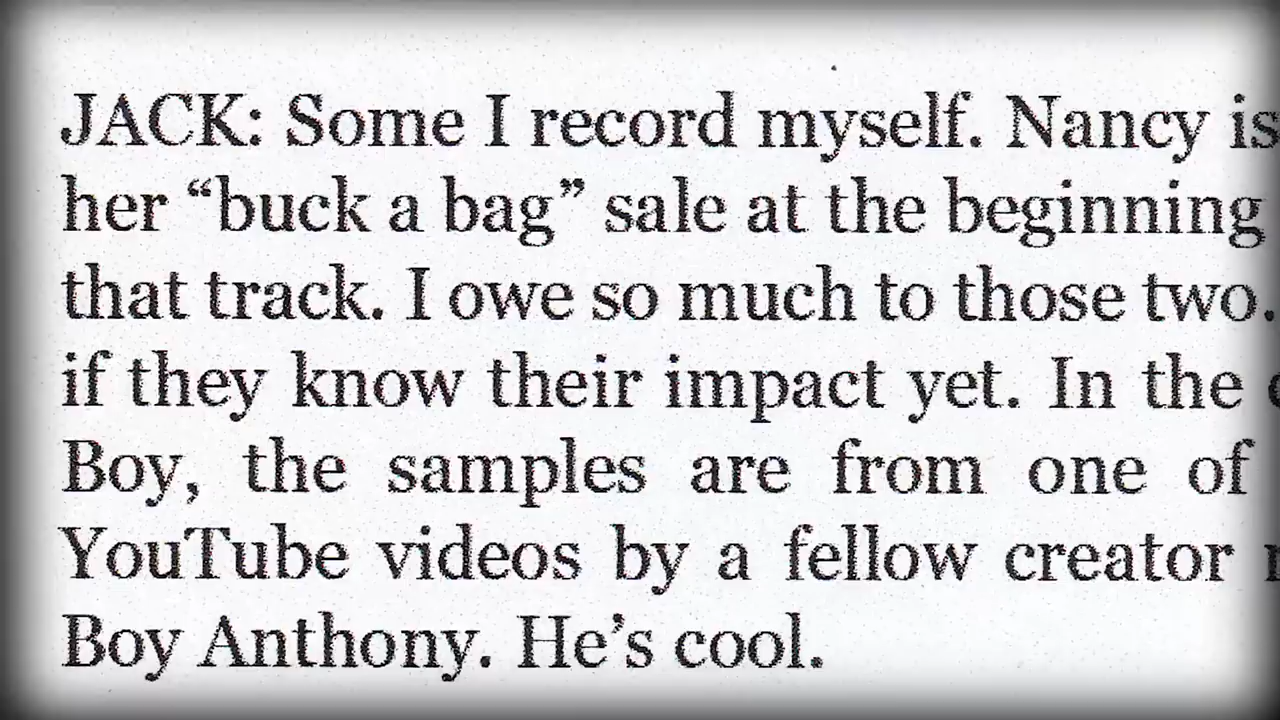 JACK: Some I record myself. Nancy is
her “buck a bag” sale at the beginning
that track. I owe so much to those two.
if they know their impact yet. In the
Boy, the samples are from one of
YouTube videos by a fellow creator
Boy Anthony. He’s cool.